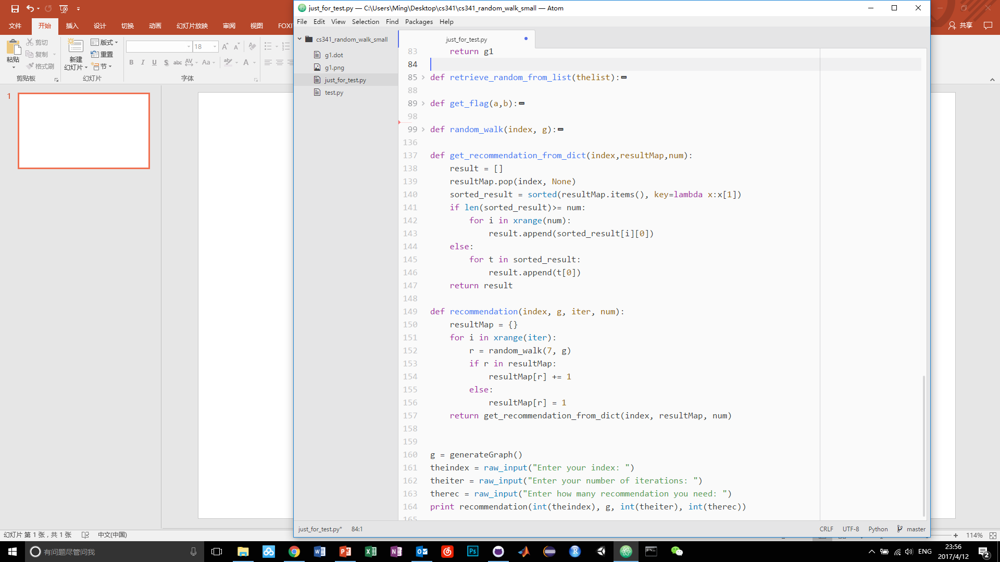 just_for_test.py — C:\Users\Ming\Desktop\cs341\cs341_random_walk_small — Atom
File Edit View Selection Find Packages Help
文件 开始 插入 设计 切换 动画 幻灯片放映 审阅 视图 FOXI 共享
粘贴 剪切 复制 格式刷 剪贴板
新建 幻灯片 版式 重置 节 幻灯片
18
B I U S abc AV Aa A 字体
1
cs341_random_walk_small
g1.dot
g1.png
just_for_test.py
test.py
just_for_test.py
83 return g1
84
85 def retrieve_random_from_list(thelist):
88
89 def get_flag(a,b):
98
99 def random_walk(index, g):
136
137 def get_recommendation_from_dict(index,resultMap,num):
138 result = []
139 resultMap.pop(index, None)
140 sorted_result = sorted(resultMap.items(), key=lambda x:x[1])
141 if len(sorted_result)>= num:
142 for i in xrange(num):
143 result.append(sorted_result[i][0])
144 else:
145 for t in sorted_result:
146 result.append(t[0])
147 return result
148
149 def recommendation(index, g, iter, num):
150 resultMap = {}
151 for i in xrange(iter):
152 r = random_walk(7, g)
153 if r in resultMap:
154 resultMap[r] += 1
155 else:
156 resultMap[r] = 1
157 return get_recommendation_from_dict(index, resultMap, num)
158
159
160 g = generateGraph()
161 theindex = raw_input("Enter your index: ")
162 theiter = raw_input("Enter your number of iterations: ")
163 therec = raw_input("Enter how many recommendation you need: ")
164 print recommendation(int(theindex), g, int(theiter), int(therec))
165
just_for_test.py* 84:1 CRLF UTF-8 Python master
幻灯片 第 1 张，共 1 张 中文(中国) 114%
有问题尽管问我
ENG 23:56
2017/4/12 2